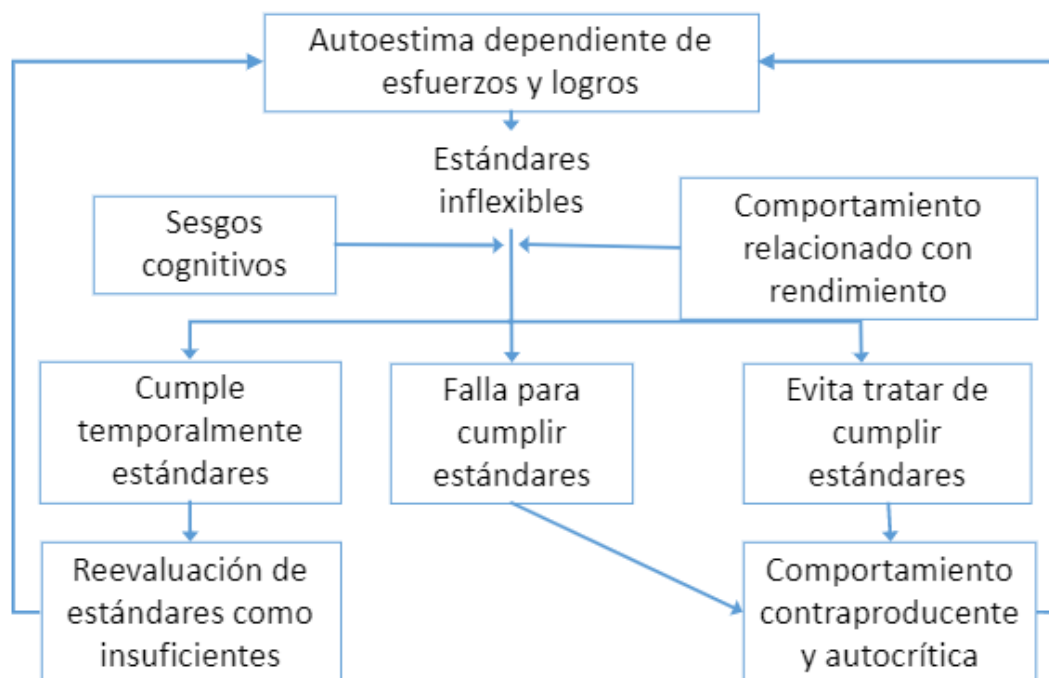 Autoestima dependiente de
esfuerzos y logros
Estándares
inflexibles
Sesgos
cognitivos
Comportamiento
relacionado con
rendimiento
Cumple
temporalmente
estándares
Falla para
cumplir
estándares
Evita tratar de
cumplir
estándares
Reevaluación de
estándares como
insuficientes
Comportamiento
contraproducente
y autocrítica